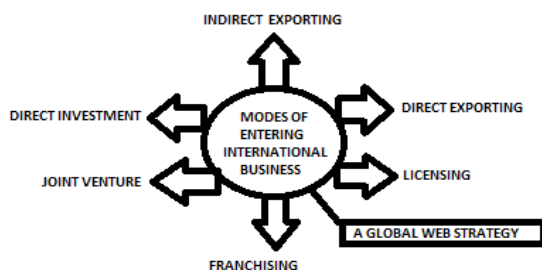 INDIRECT EXPORTING
DIRECT INVESTMENT
MODES OF
ENTERING
INTERNATIONAL
BUSINESS
DIRECT EXPORTING
JOINT VENTURE
LICENSING
A GLOBAL WEB STRATEGY
FRANCHISING